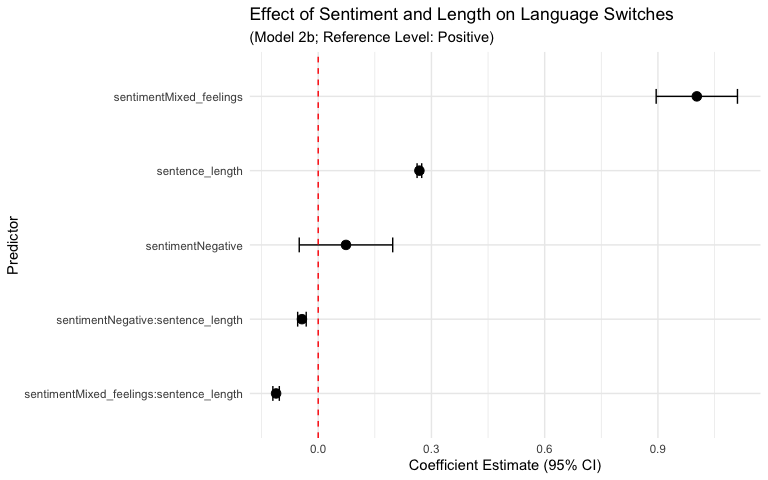 Effect of Sentiment and Length on Language Switches
(Model 2b; Reference Level: Positive)
Predictor
sentimentMixed_feelings
sentence_length
sentimentNegative
sentimentNegative:sentence_length
sentimentMixed_feelings:sentence_length
0.0 0.3 0.6 0.9
Coefficient Estimate (95% CI)